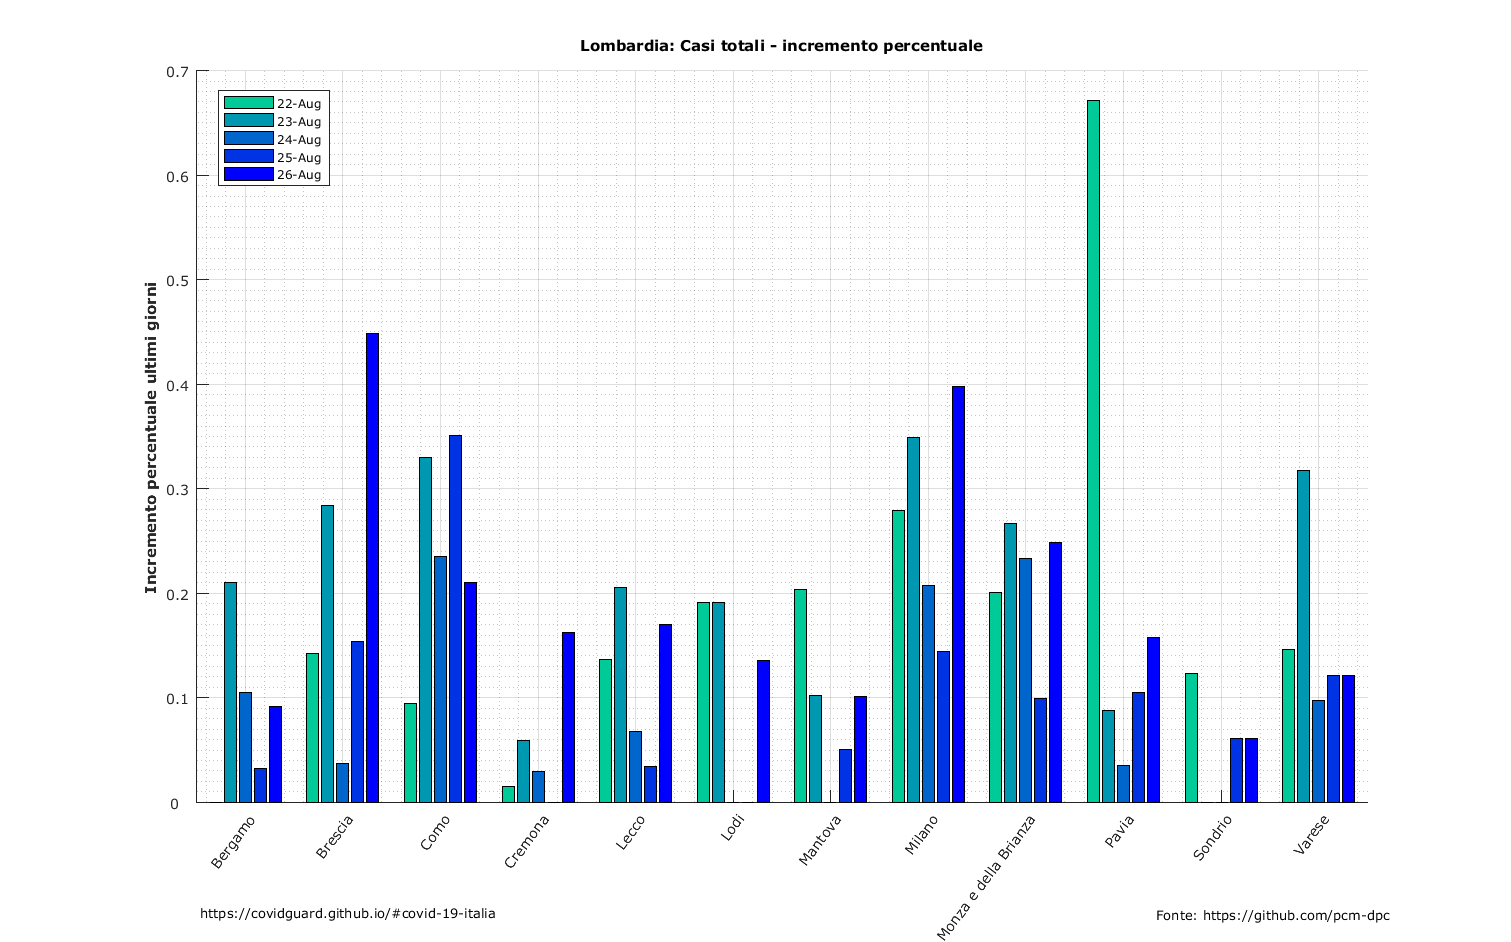 Lombardia: Casi totali - incremento percentuale
0.7
0.6
0.5
0.4
0.3
0.2
0.1
0
Incremento percentuale ultimi giorni
22-Aug
23-Aug
24-Aug
25-Aug
26-Aug
Bergamo
Brescia
Como
Cremona
Lecco
Lodi
Mantova
Milano
Monza e della Brianza
Pavia
Sondrio
Varese
https://covidguard.github.io/#covid-19-italia
Fonte: https://github.com/pcm-dpc